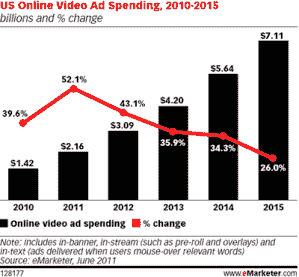 US Online Video Ad Spending, 2010-2015
billions and % change
$7.11
$5.64
52.1%
$4.20
43.1%
39.6%
$3.09
35.9%
34.3%
$2.16
26.0%
$1.42
2010 2011 2012 2013 2014 2015
Online video ad spending % change
Note: includes in-banner, in-stream (such as pre-roll and overlays) and
in-text (ads delivered when users mouse-over relevant words)
Source: eMarketer, June 2011
128177 www.eMarketer.com